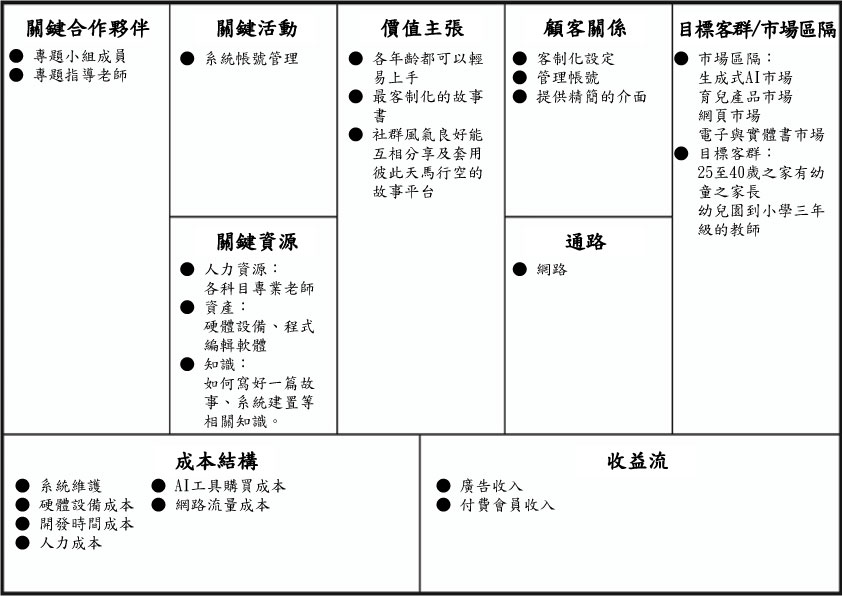 關鍵合作夥伴
● 專題小組成員
● 專題指導老師
關鍵活動
● 系統帳號管理
關鍵資源
● 人力資源：
各科目專業老師
● 資產：
硬體設備、程式
編輯軟體
● 知識：
如何寫好一篇故
事、系統建置等
相關知識。
價值主張
● 各年齡都可以輕
易上手
● 最客制化的故事
書
● 社群風氣良好能
互相分享及套用
彼此天馬行空的
故事平台
顧客關係
● 客制化設定
● 管理帳號
● 提供精簡的介面
通路
● 網路
目標客群/市場區隔
● 市場區隔：
生成式AI市場
育兒產品市場
網頁市場
電子與實體書市場
● 目標客群：
25至40歲之家有幼
童之家長
幼兒園到小學三年
級的教師
成本結構
● 系統維護
● 硬體設備成本
● 開發時間成本
● 人力成本
● AI工具購買成本
● 網路流量成本
收益流
● 廣告收入
● 付費會員收入